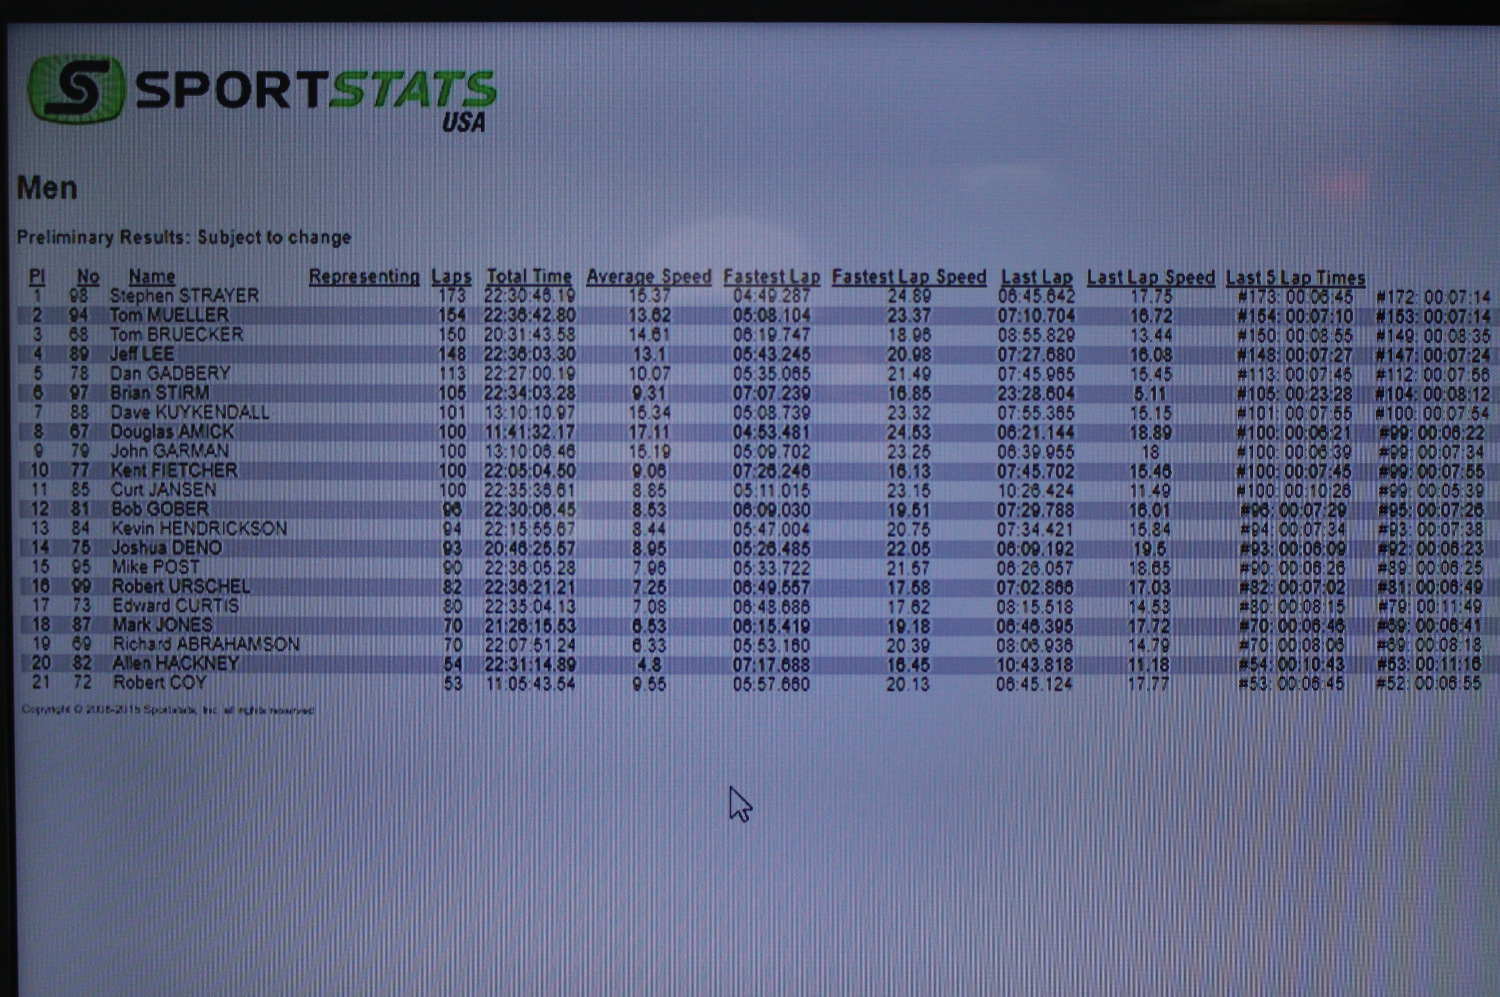 SPORTSTATS
USA
Men
Preliminary Results: Subject to change
Pl No Name Representing Laps Total Time Average Speed Fastest Lap Fastest Lap Speed Last Lap Last Lap Speed Last 5 Lap Times
1 98 Stephen STRAYER 173 22:30:46.19 15.37 04:49.287 24.89 06:45.642 17.75 #173: 00:06:45 #172: 00:07:14
2 94 Tom MUELLER 154 22:36:42.80 13.62 05:08.104 23.37 07:10.704 16.72 #154: 00:07:10 #153: 00:07:14
3 68 Tom BRUECKER 150 20:31:43.58 14.61 06:19.747 18.96 08:55.829 13.44 #150: 00:08:55 #149: 00:08:35
4 89 Jeff LEE 148 22:36:03.30 13.1 05:43.245 20.98 07:27.680 16.08 #148: 00:07:27 #147: 00:07:24
5 78 Dan GADBERY 113 22:27:00.19 10.07 05:35.065 21.49 07:45.965 15.45 #113: 00:07:45 #112: 00:07:56
6 97 Brian STIRM 105 22:34:03.28 9.31 07:07.239 16.85 23:28.604 5.11 #105: 00:23:28 #104: 00:08:12
7 88 Dave KUYKENDALL 101 13:10:10.97 15.34 05:08.739 23.32 07:55.365 15.15 #101: 00:07:55 #100: 00:07:54
8 67 Douglas AMICK 100 11:41:32.17 17.11 04:53.481 24.53 06:21.144 18.89 #100: 00:06:21 #99: 00:06:22
9 79 John GARMAN 100 13:10:06.46 15.19 05:09.702 23.25 06:39.955 18 #100: 00:06:39 #99: 00:07:34
10 77 Kent FIETCHER 100 22:05:04.50 9.06 07:26.246 16.13 07:45.702 15.46 #100: 00:07:45 #99: 00:07:55
11 85 Curt JANSEN 100 22:35:36.61 8.85 05:11.015 23.15 10:26.424 11.49 #100: 00:10:26 #99: 00:05:39
12 81 Bob GOBER 96 22:30:06.45 8.53 06:09.030 19.51 07:29.788 16.01 #96: 00:07:29 #95: 00:07:26
13 84 Kevin HENDRICKSON 94 22:15:55.67 8.44 05:47.004 20.75 07:34.421 15.84 #94: 00:07:34 #93: 00:07:38
14 75 Joshua DENO 93 20:46:26.57 8.95 05:26.485 22.05 06:09.192 19.5 #93: 00:06:09 #92: 00:06:23
15 95 Mike POST 90 22:36:05.28 7.96 05:33.722 21.57 06:26.057 18.65 #90: 00:06:26 #89: 00:06:25
16 99 Robert URSCHEL 82 22:36:21.21 7.25 06:49.557 17.58 07:02.866 17.03 #82: 00:07:02 #81: 00:06:49
17 73 Edward CURTIS 80 22:35:04.13 7.08 06:48.686 17.62 08:15.518 14.53 #80: 00:08:15 #79: 00:11:49
18 87 Mark JONES 70 21:26:16.53 6.53 06:15.419 19.18 06:46.395 17.72 #70: 00:06:46 #69: 00:06:41
19 69 Richard ABRAHAMSON 70 22:07:51.24 6.33 05:53.160 20.39 08:06.936 14.79 #70: 00:08:06 #69: 00:08:18
20 82 Allen HACKNEY 54 22:31:14.89 4.8 07:17.688 16.45 10:43.818 11.18 #54: 00:10:43 #53: 00:11:16
21 72 Robert COY 53 11:05:43.54 9.55 05:57.660 20.13 06:45.124 17.77 #53: 00:06:45 #52: 00:06:55
Copyright © 2008-2015 Sportstats, Inc. all rights reserved